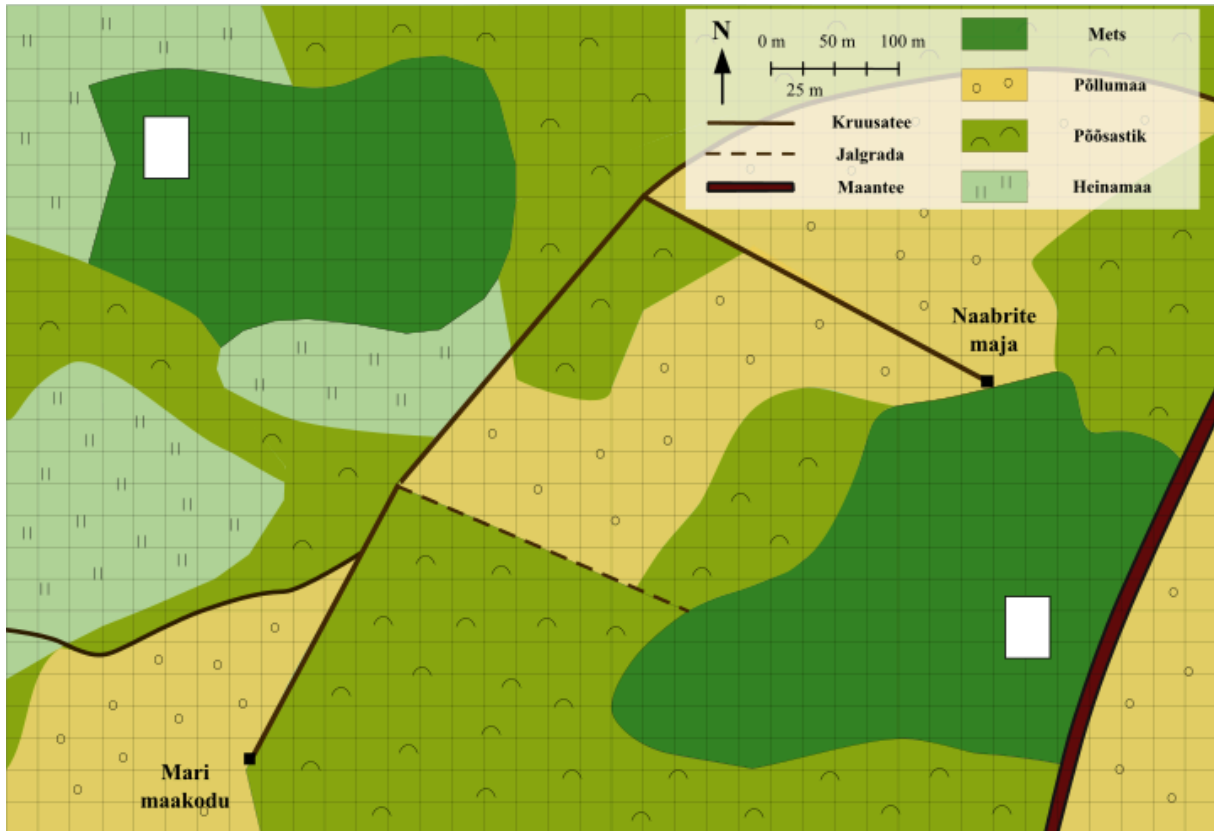 N
0 m 50 m 100 m
25 m
Kruusatee
Jalgrada
Maantee
Mets
Põllumaa
Põõsastik
Heinamaa
Naabrite
maja
Mari
maakodu